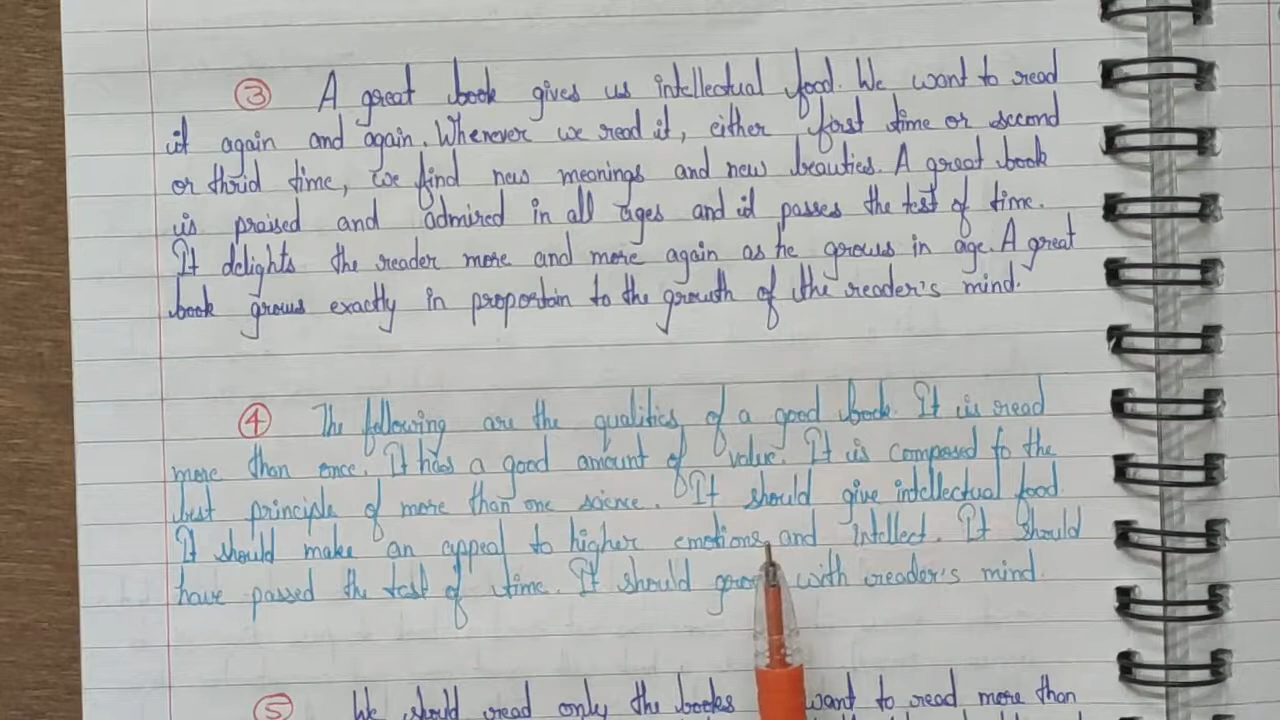 ③ A great book gives us intellectual food. We want to read
it again and again. Whenever we read it, either first time or second
or thrid time, we find new meanings and new beauties. A great book
is praised and admired in all ages and it passes the test of time.
It delights the reader more and more again as he grows in age. A great
book grows exactly in proportain to the growth of the reader's mind.
④ The following are the qualities of a good book. It is read
more than once. It has a good amount of value. It is composed to the
best principle of more than one science. It should give intellectual food.
It should make an appeal to higher emotions and Intellect. It should
have passed the test of time. It should with reader's mind.
⑤ We should read only the books want to read more than